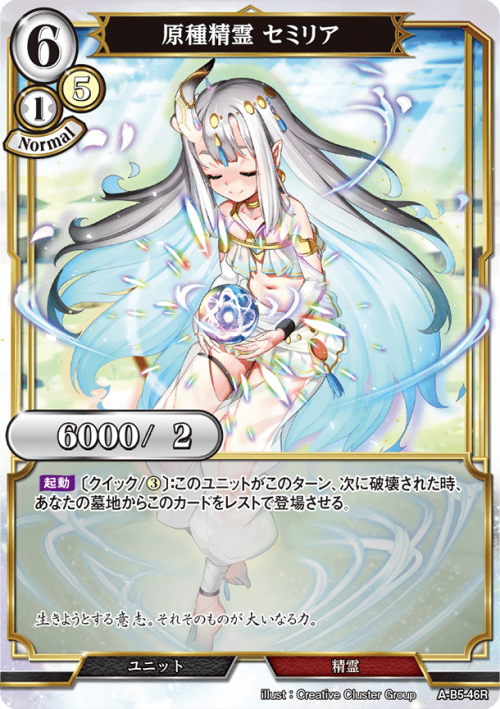 6
原種精霊 セミリア
5
1
Normal
6000/ 2
起動 〔クイック/③〕:このユニットがこのターン、次に破壊された時、
あなたの墓地からこのカードをレストで登場させる。
生きようとする意志。それそのものが大いなる力。
ユニット
精霊
illust : Creative Cluster Group
A-B5-46R